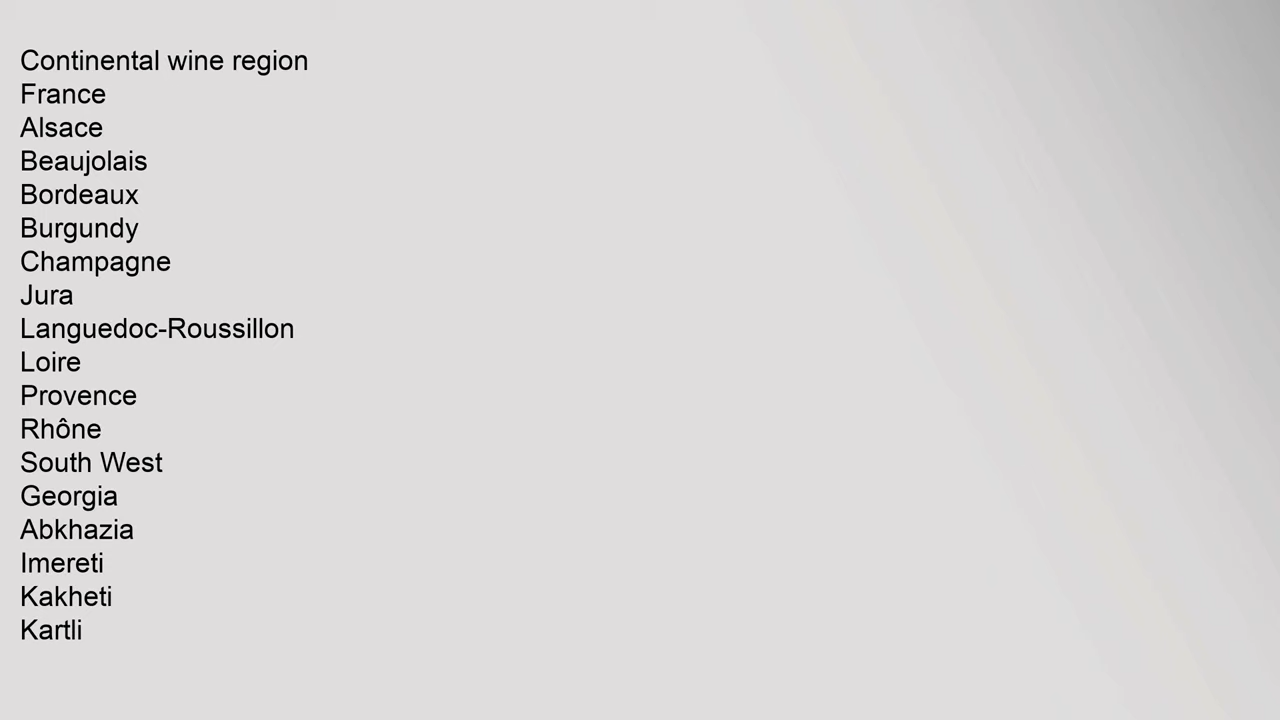 Continental wine region
France
Alsace
Beaujolais
Bordeaux
Burgundy
Champagne
Jura
Languedoc-Roussillon
Loire
Provence
Rhône
South West
Georgia
Abkhazia
Imereti
Kakheti
Kartli